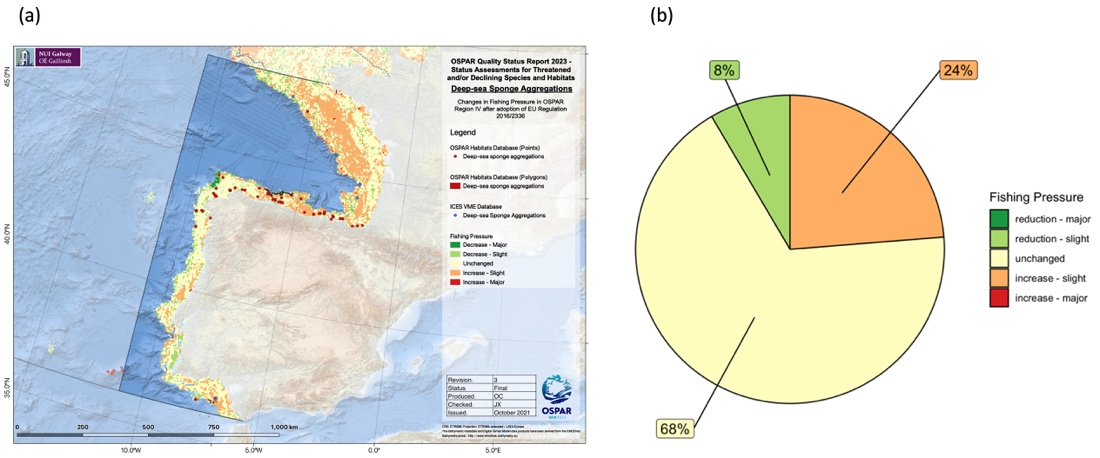 (a)
(b)
NUI Galway
OÉ Gaillimh
OSPAR Quality Status Report 2023 -
Status Assessments for Threatened
and/or Declining Species and Habitats
Deep-sea Sponge Aggregations
Changes in Fishing Pressure in OSPAR
Region IV after adoption of EU Regulation
2016/2336
Legend
OSPAR Habitats Database (Points)
Deep-sea sponge aggregations
OSPAR Habitats Database (Polygons)
Deep-sea sponge aggregations
ICES VME Database
Deep-sea Sponge Aggregations
Fishing Pressure
Decrease - Major
Decrease - Slight
Unchanged
Increase - Slight
Increase - Major
Revision: 3
Status: Final
Produced: OC
Checked: JX
Issued: October 2021
OSPAR
45.0°N
40.0°N
35.0°N
0 250 500 750 1,000 km
10.0°W 5.0°W 0.0° 5.0°E
8%
24%
68%
Fishing Pressure
reduction - major
reduction - slight
unchanged
increase - slight
increase - major